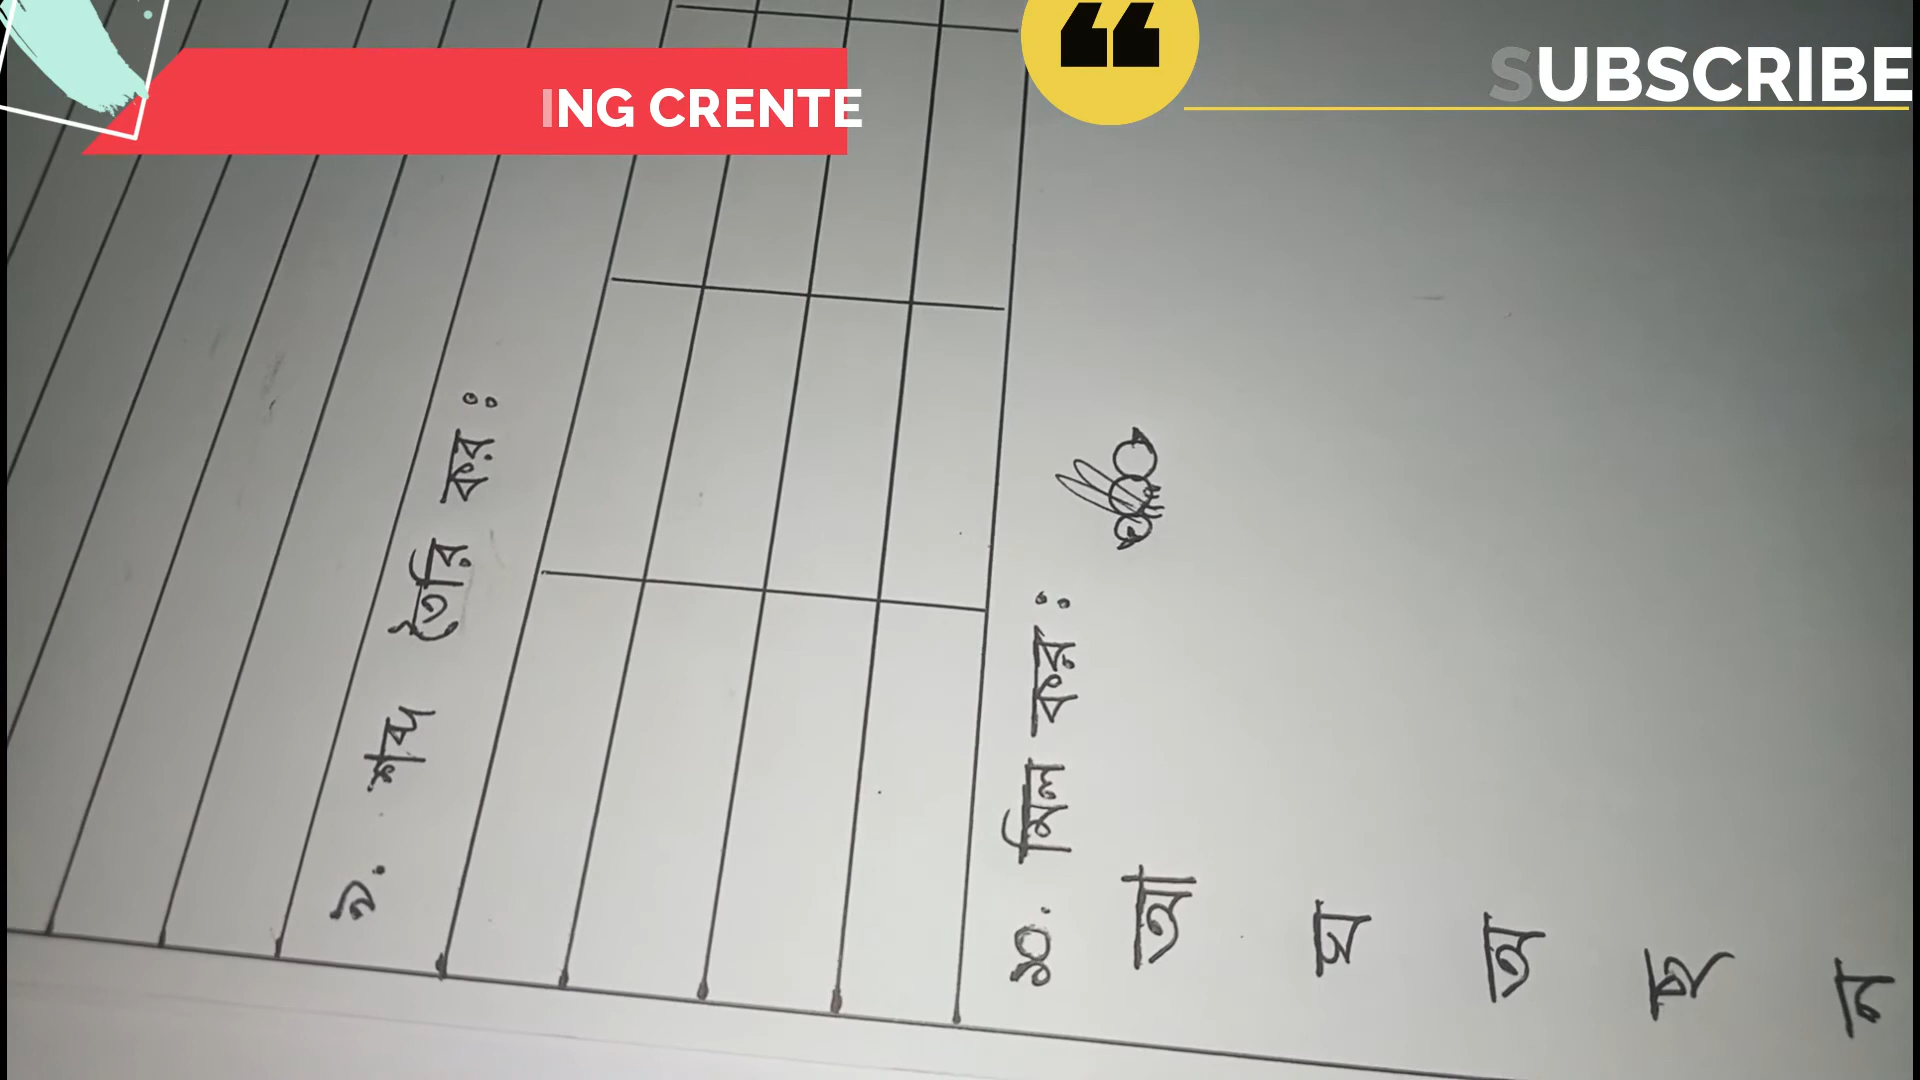 ING CRENTE
SUBSCRIBE
৯. শব্দ তৈরি কর :
১০. মিল কর :
আ
ঘ
অ
ই
ন